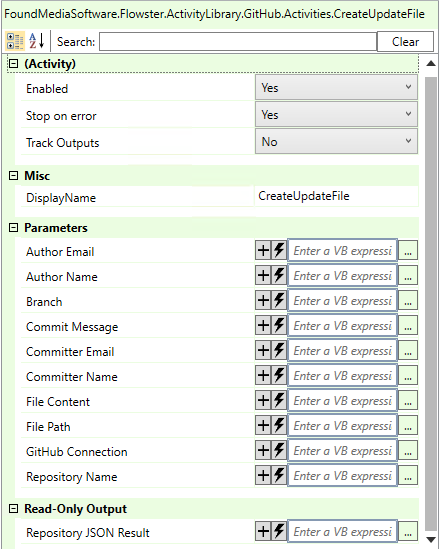 FoundMediaSoftware.Flowster.ActivityLibrary.GitHub.Activities.CreateUpdateFile
A Z Search: Clear
(Activity)
Enabled Yes
Stop on error Yes
Track Outputs No
Misc
DisplayName CreateUpdateFile
Parameters
Author Email Enter a VB expressi ...
Author Name Enter a VB expressi ...
Branch Enter a VB expressi ...
Commit Message Enter a VB expressi ...
Committer Email Enter a VB expressi ...
Committer Name Enter a VB expressi ...
File Content Enter a VB expressi ...
File Path Enter a VB expressi ...
GitHub Connection Enter a VB expressi ...
Repository Name Enter a VB expressi ...
Read-Only Output
Repository JSON Result Enter a VB expressi ...